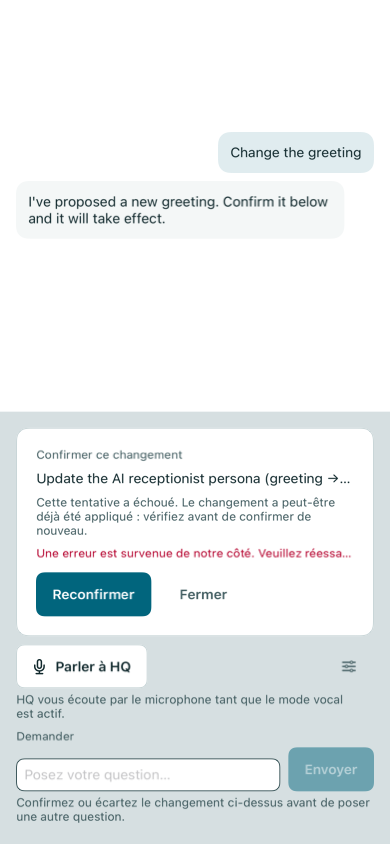 Change the greeting
I've proposed a new greeting. Confirm it below
and it will take effect.
Confirmer ce changement
Update the AI receptionist persona (greeting →...
Cette tentative a échoué. Le changement a peut-être
déjà été appliqué : vérifiez avant de confirmer de
nouveau.
Une erreur est survenue de notre côté. Veuillez réessa...
Reconfirmer
Fermer
Parler à HQ
HQ vous écoute par le microphone tant que le mode vocal
est actif.
Demander
Posez votre question...
Envoyer
Confirmez ou écartez le changement ci-dessus avant de poser
une autre question.